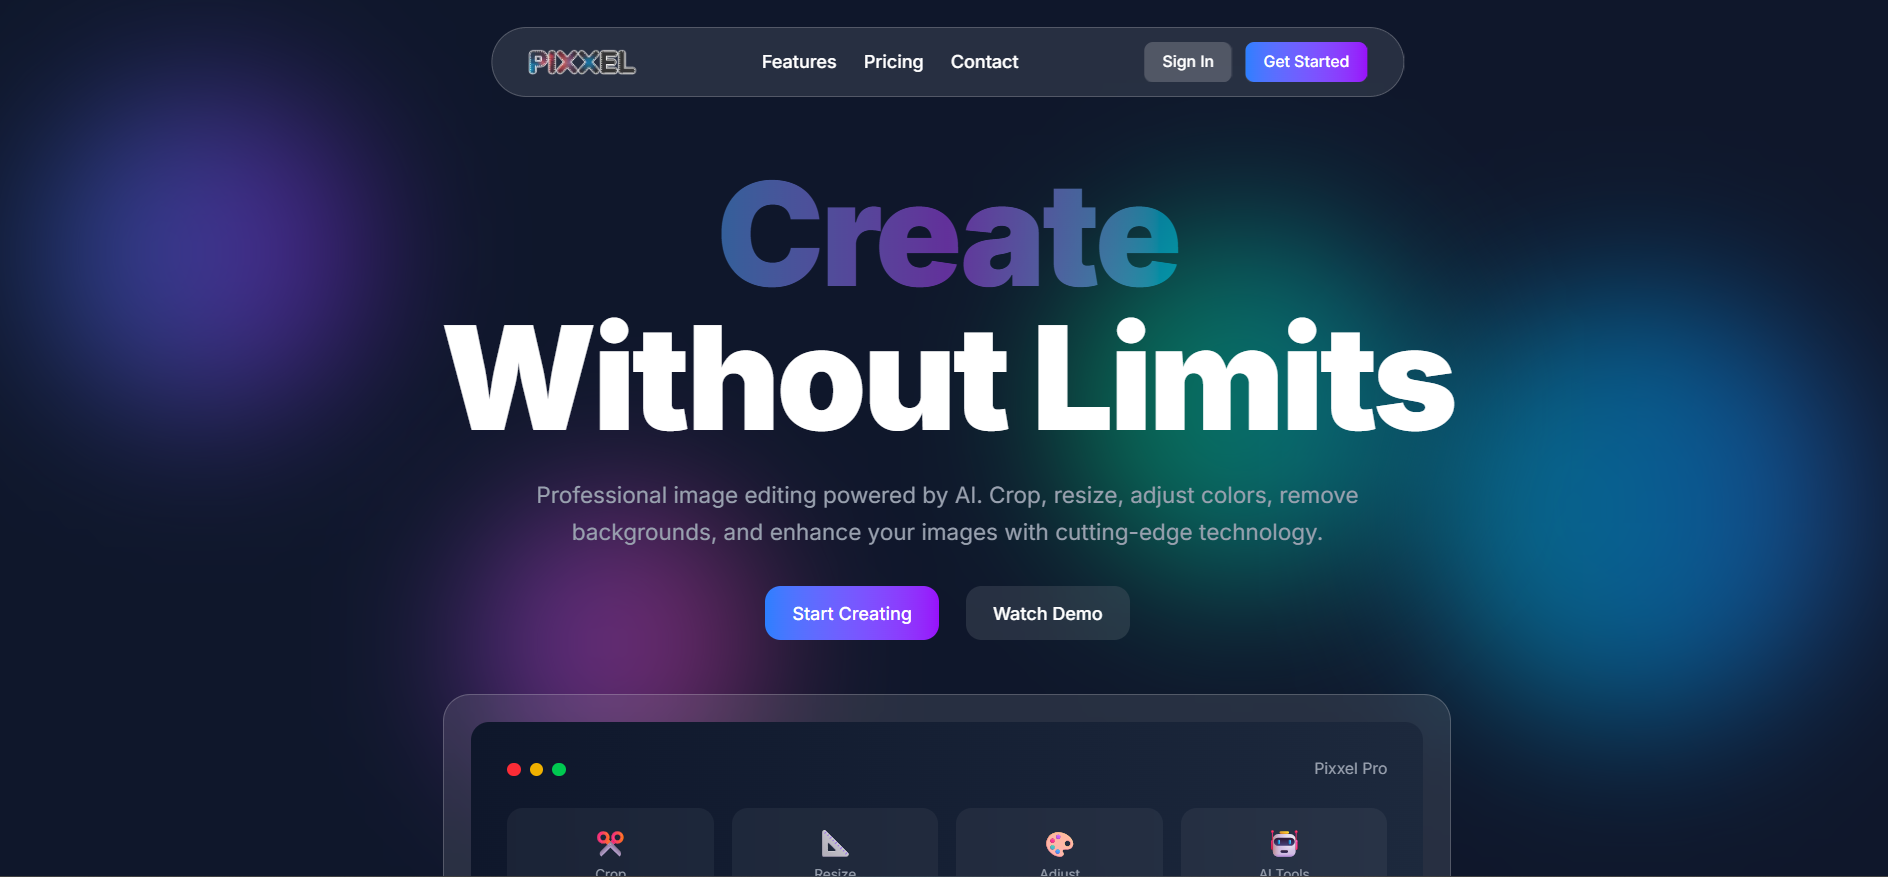 PIXXEL
Features Pricing Contact
Sign In
Get Started
Create
Without Limits
Professional image editing powered by AI. Crop, resize, adjust colors, remove
backgrounds, and enhance your images with cutting-edge technology.
Start Creating
Watch Demo
Pixxel Pro
Crop
Resize
Adjust
AI Tools